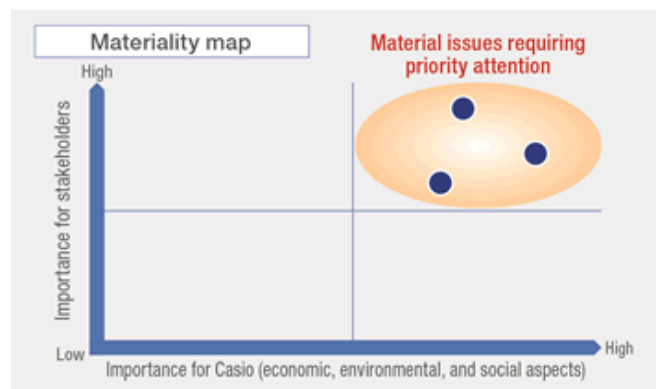 Materiality map
Material issues requiring
priority attention
High
Importance for stakeholders
Low
High
Importance for Casio (economic, environmental, and social aspects)